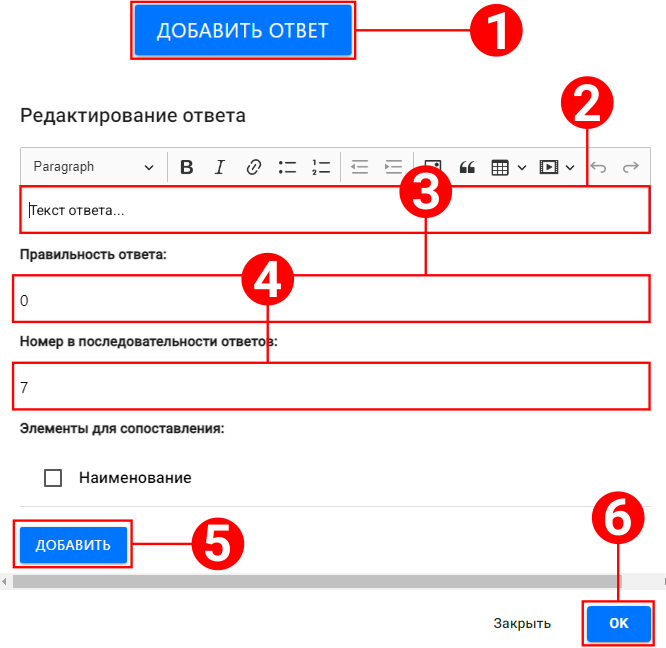 ДОБАВИТЬ ОТВЕТ
1
2
Редактирование ответа
Paragraph
3
Текст ответа...
Правильность ответа:
4
0
Номер в последовательности ответов:
7
Элементы для сопоставления:
Наименование
6
ДОБАВИТЬ
5
Закрыть
OK